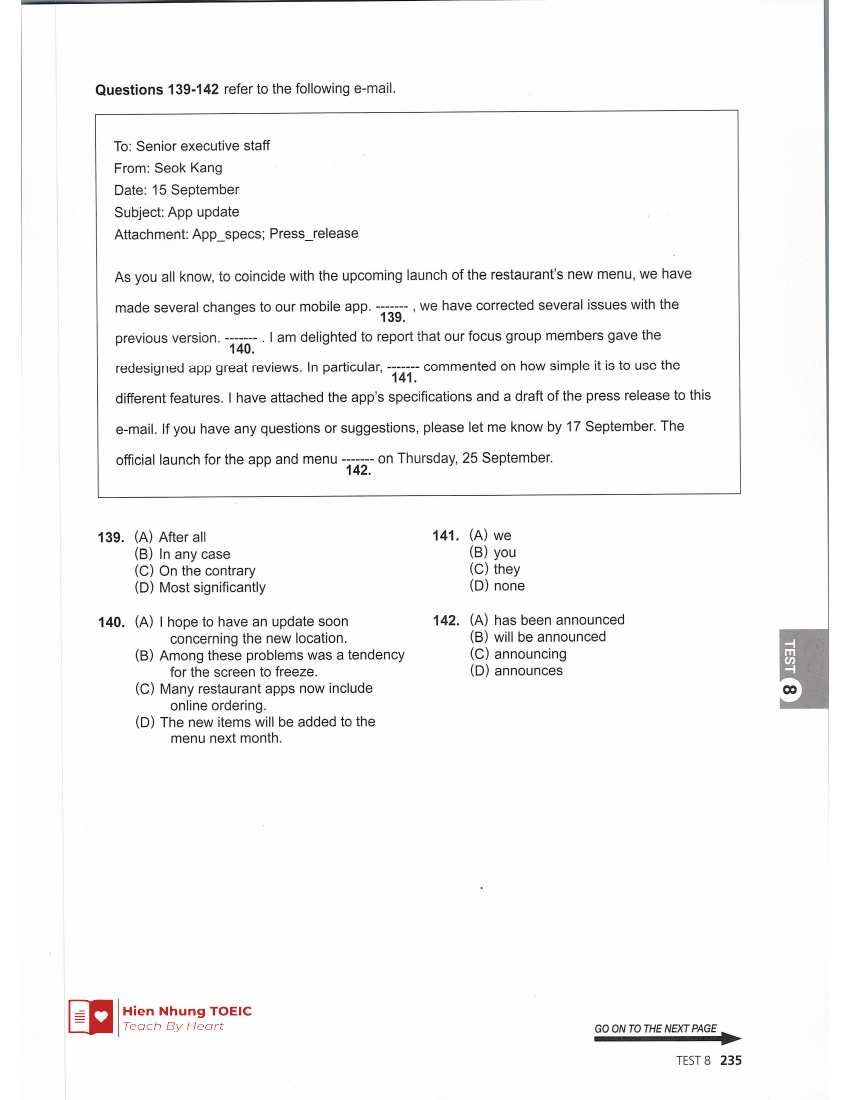 Questions 139-142 refer to the following e-mail.
To: Senior executive staff
From: Seok Kang
Date: 15 September
Subject: App update
Attachment: App_specs; Press_release
As you all know, to coincide with the upcoming launch of the restaurant's new menu, we have
made several changes to our mobile app. ------- , we have corrected several issues with the
139.
previous version. ------- . I am delighted to report that our focus group members gave the
140.
redesigned app great reviews. In particular, ------- commented on how simple it is to use the
141.
different features. I have attached the app's specifications and a draft of the press release to this
e-mail. If you have any questions or suggestions, please let me know by 17 September. The
official launch for the app and menu ------- on Thursday, 25 September.
142.
139. (A) After all
(B) In any case
(C) On the contrary
(D) Most significantly
140. (A) I hope to have an update soon
concerning the new location.
(B) Among these problems was a tendency
for the screen to freeze.
(C) Many restaurant apps now include
online ordering.
(D) The new items will be added to the
menu next month.
141. (A) we
(B) you
(C) they
(D) none
142. (A) has been announced
(B) will be announced
(C) announcing
(D) announces
TEST 8
Hien Nhung TOEIC
Teach By Heart
GO ON TO THE NEXT PAGE
TEST 8 235